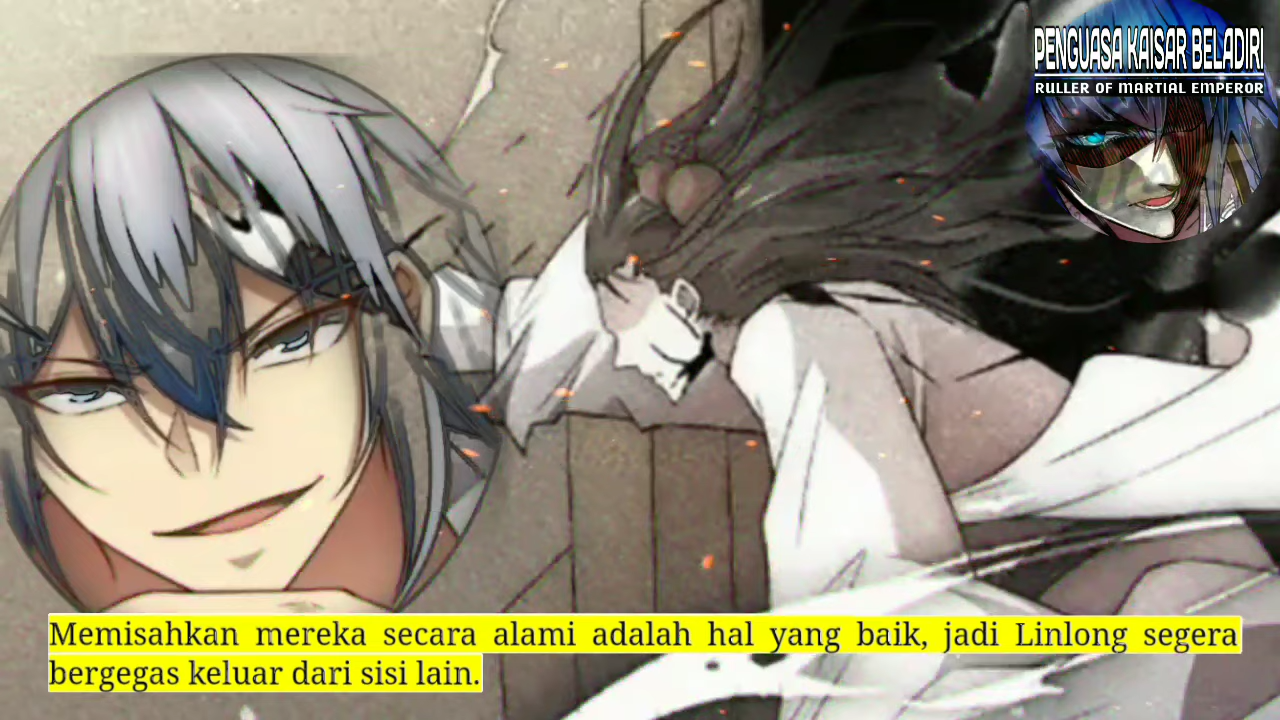 PENGUASA KAISAR BELADIRI
RULLER OF MARTIAL EMPEROR
Memisahkan mereka secara alami adalah hal yang baik, jadi Linlong segera
bergegas keluar dari sisi lain.